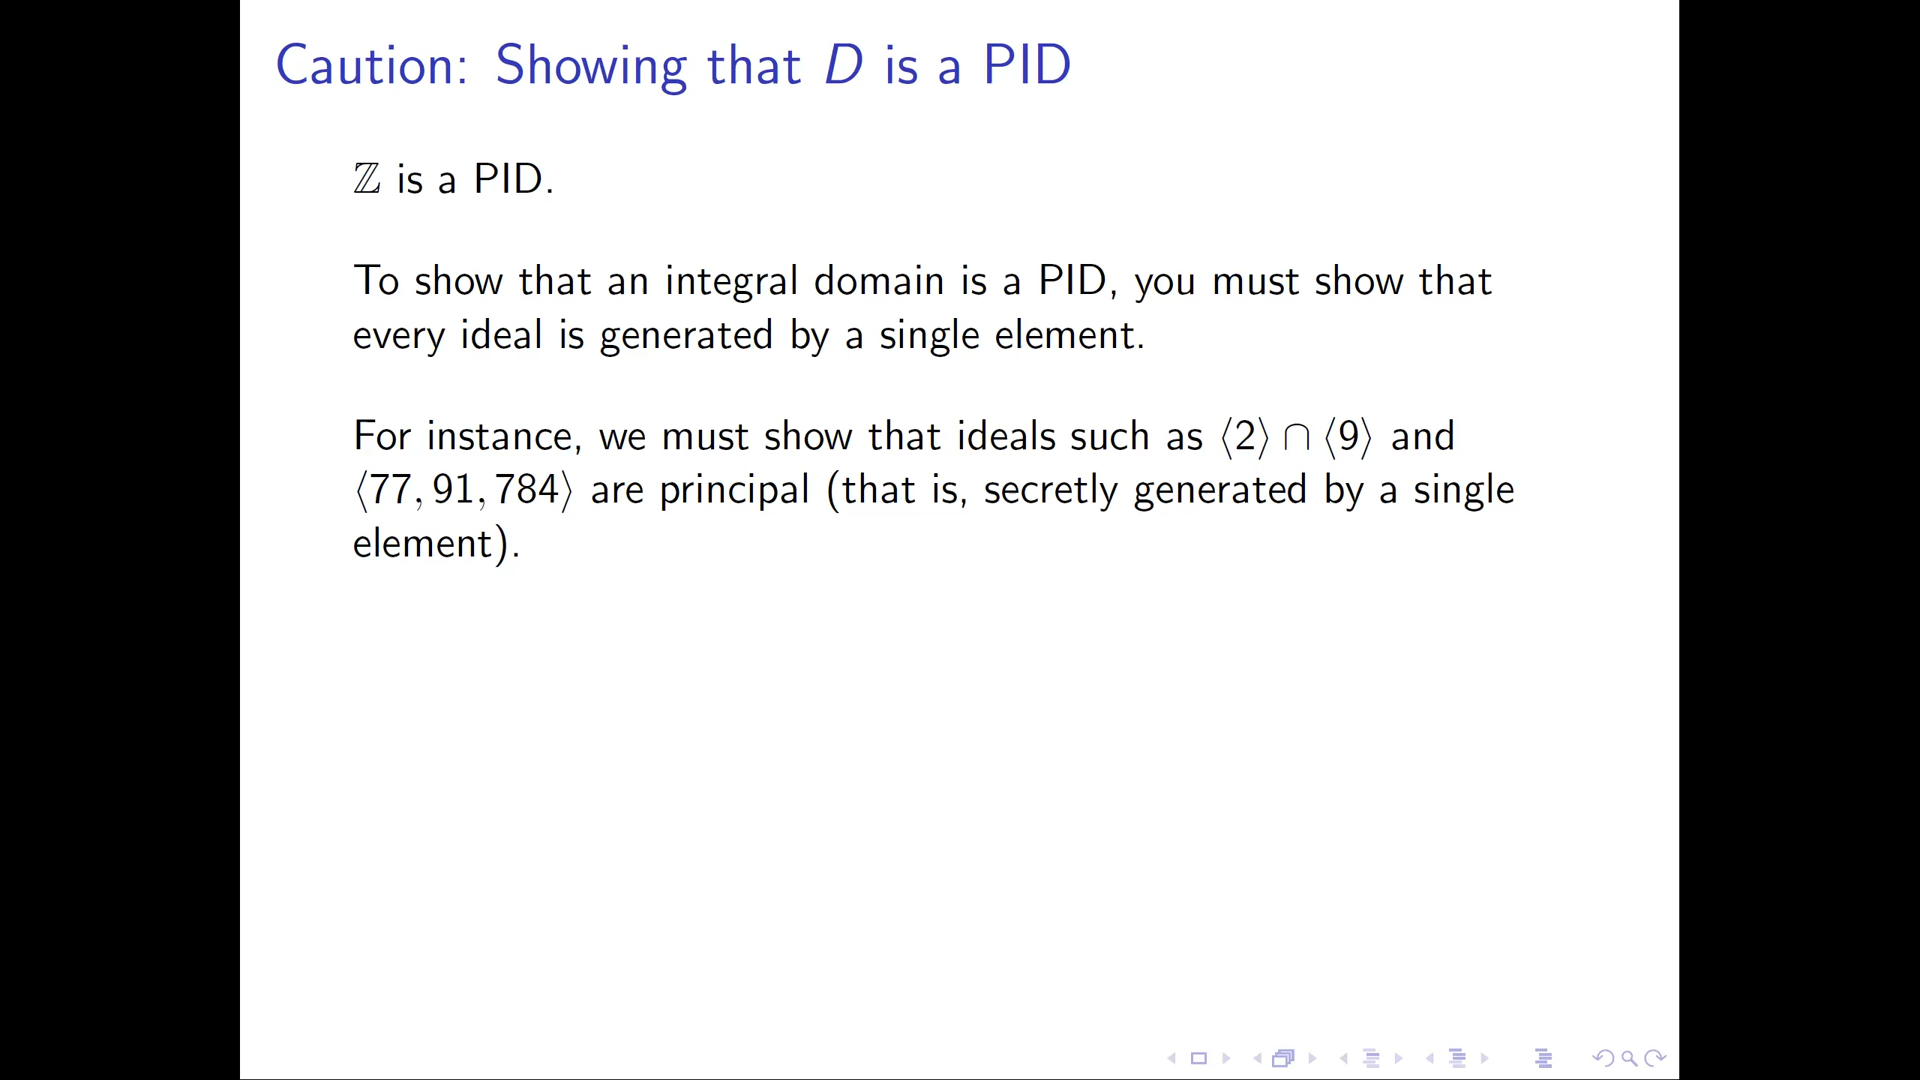 Caution: Showing that D is a PID
ℤ is a PID.
To show that an integral domain is a PID, you must show that
every ideal is generated by a single element.
For instance, we must show that ideals such as ⟨2⟩ ∩ ⟨9⟩ and
⟨77, 91, 784⟩ are principal (that is, secretly generated by a single
element).